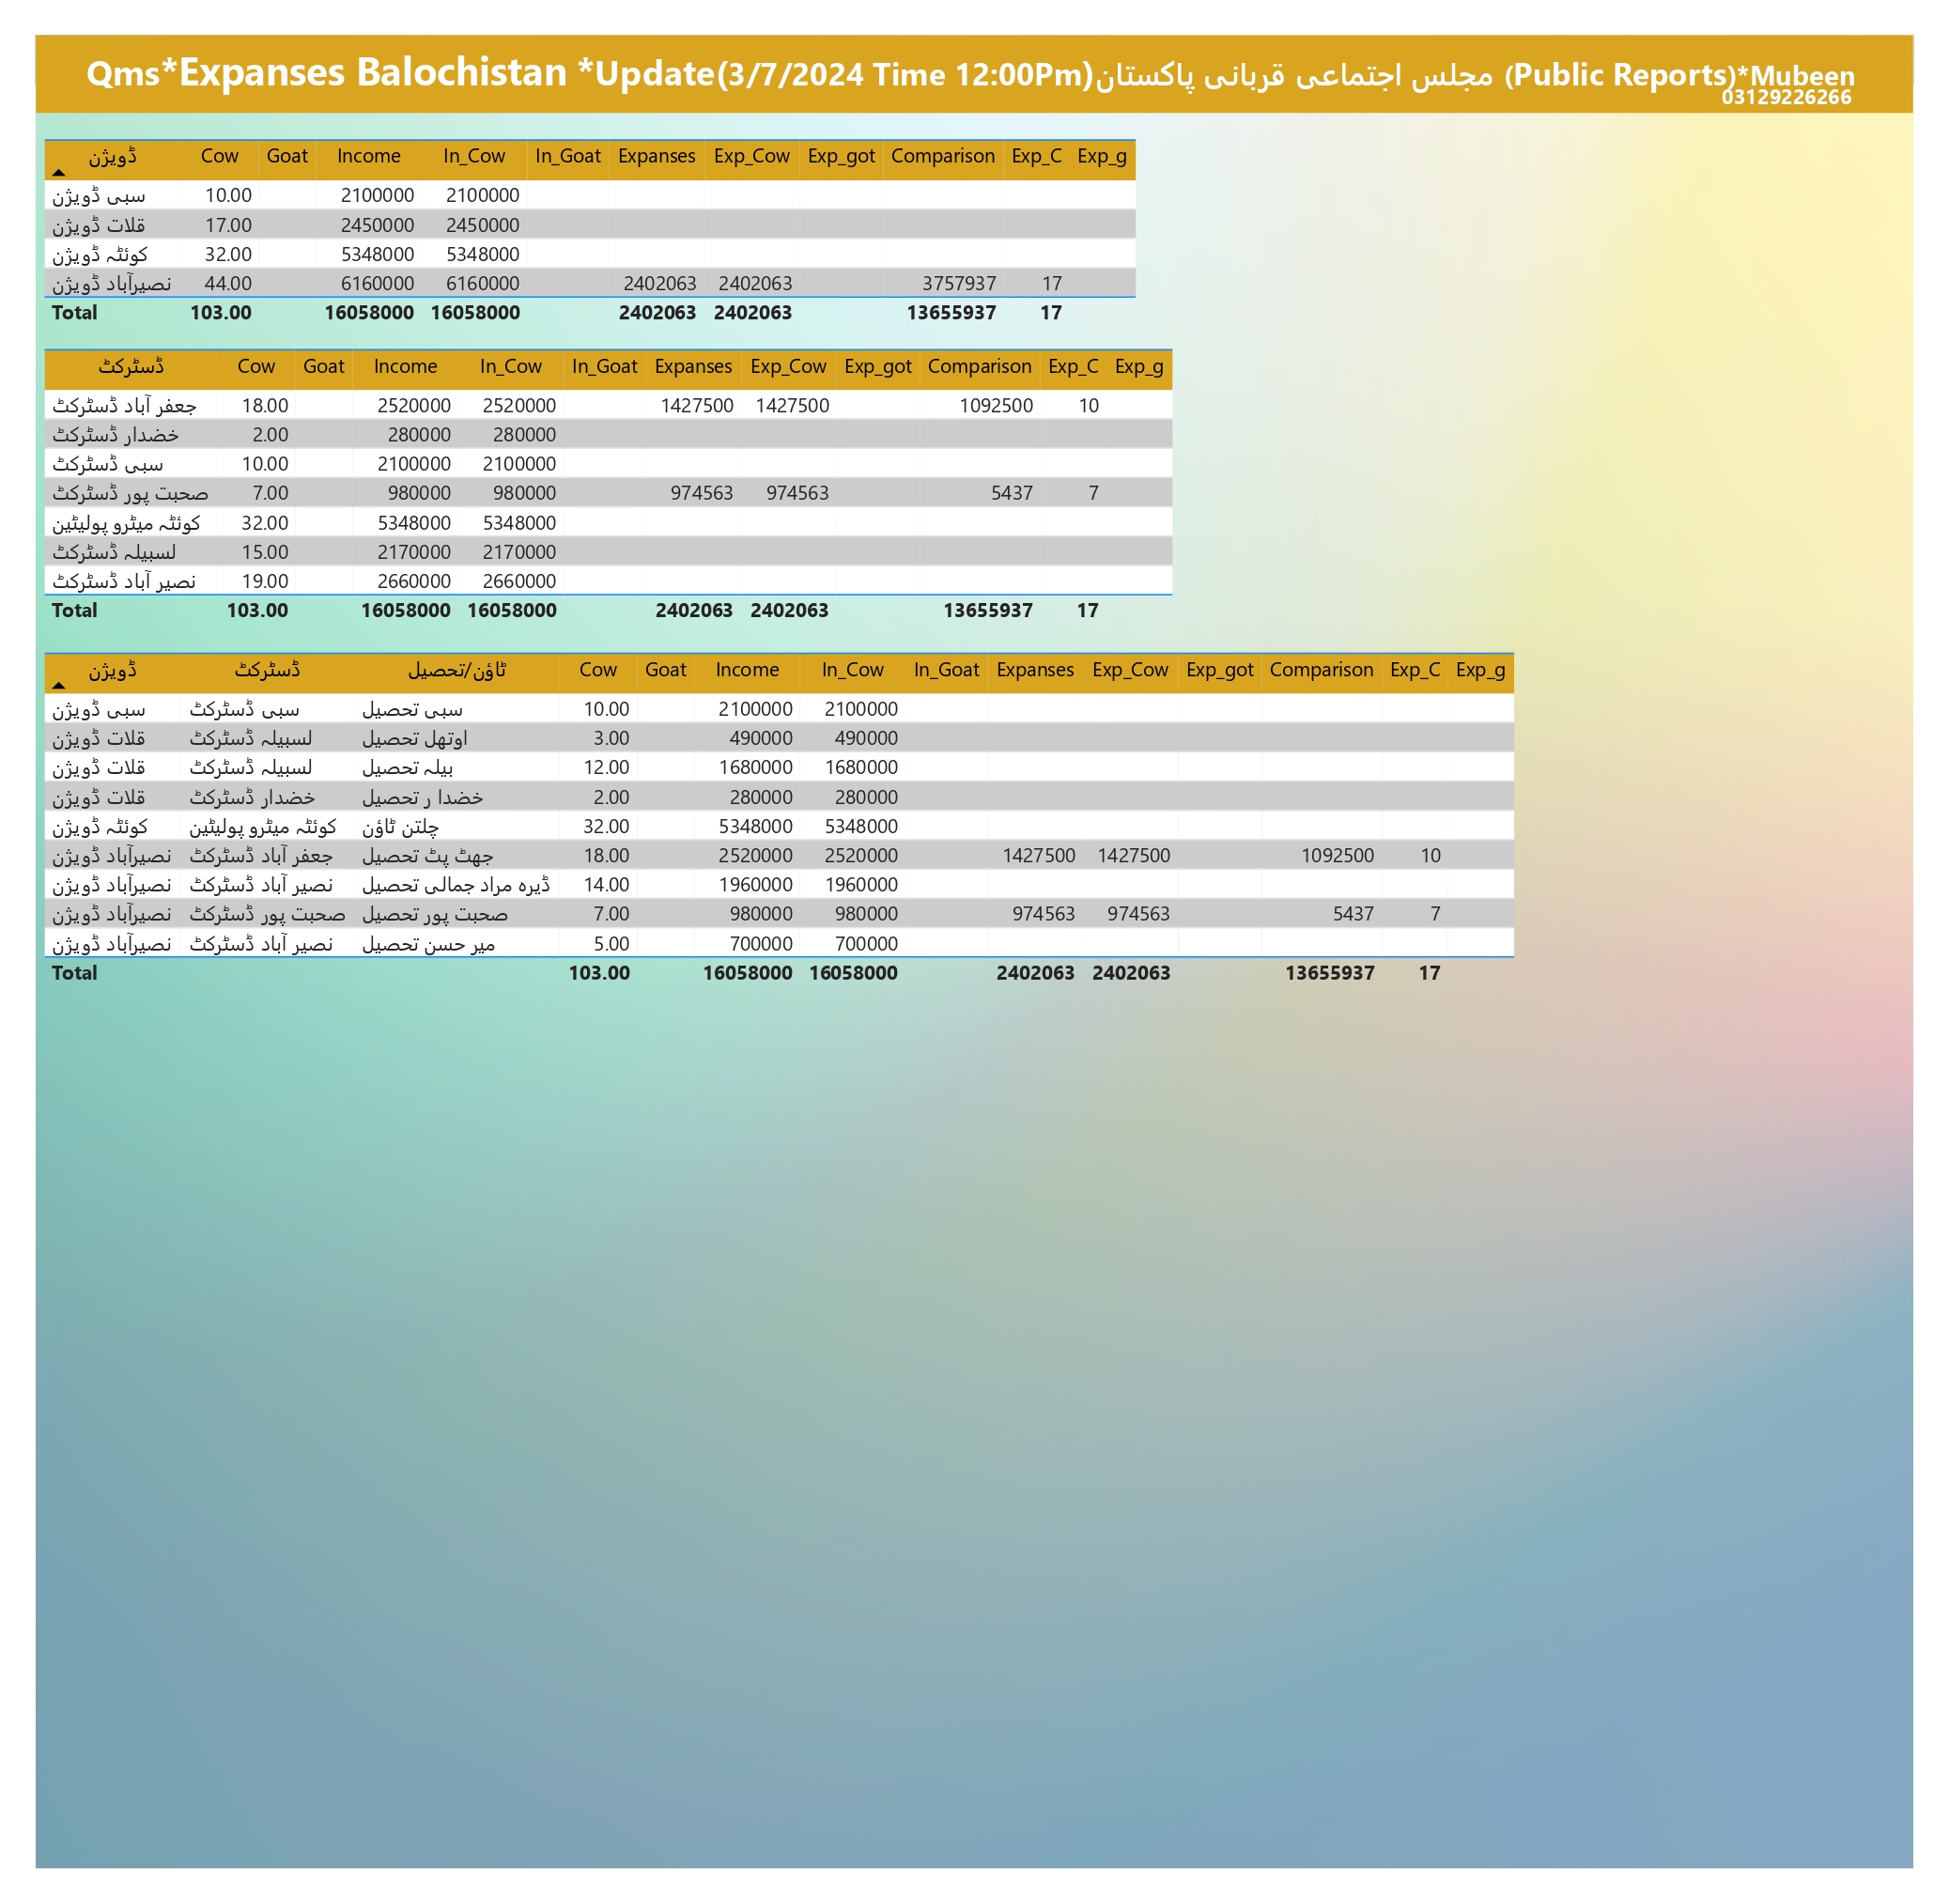 Qms*Expanses Balochistan *Update(3/7/2024 Time 12:00Pm)مجلس اجتماعی قربانی پاکستان (Public Reports)*Mubeen
03129226266
ڈویژن Cow Goat Income In_Cow In_Goat Expanses Exp_Cow Exp_got Comparison Exp_C Exp_g
سبی ڈویژن 10.00 2100000 2100000
قلات ڈویژن 17.00 2450000 2450000
کوئٹہ ڈویژن 32.00 5348000 5348000
نصیرآباد ڈویژن 44.00 6160000 6160000 2402063 2402063 3757937 17
Total 103.00 16058000 16058000 2402063 2402063 13655937 17
ڈسٹرکٹ Cow Goat Income In_Cow In_Goat Expanses Exp_Cow Exp_got Comparison Exp_C Exp_g
جعفر آباد ڈسٹرکٹ 18.00 2520000 2520000 1427500 1427500 1092500 10
خضدار ڈسٹرکٹ 2.00 280000 280000
سبی ڈسٹرکٹ 10.00 2100000 2100000
صحبت پور ڈسٹرکٹ 7.00 980000 980000 974563 974563 5437 7
کوئٹہ میٹرو پولیٹین 32.00 5348000 5348000
لسبیلہ ڈسٹرکٹ 15.00 2170000 2170000
نصیر آباد ڈسٹرکٹ 19.00 2660000 2660000
Total 103.00 16058000 16058000 2402063 2402063 13655937 17
ڈویژن ڈسٹرکٹ ٹاؤن/تحصیل Cow Goat Income In_Cow In_Goat Expanses Exp_Cow Exp_got Comparison Exp_C Exp_g
سبی ڈویژن سبی ڈسٹرکٹ سبی تحصیل 10.00 2100000 2100000
قلات ڈویژن لسبیلہ ڈسٹرکٹ اوتھل تحصیل 3.00 490000 490000
قلات ڈویژن لسبیلہ ڈسٹرکٹ بیلہ تحصیل 12.00 1680000 1680000
قلات ڈویژن خضدار ڈسٹرکٹ خضدا ر تحصیل 2.00 280000 280000
کوئٹہ ڈویژن کوئٹہ میٹرو پولیٹین چلتن ٹاؤن 32.00 5348000 5348000
نصیرآباد ڈویژن جعفر آباد ڈسٹرکٹ جھٹ پٹ تحصیل 18.00 2520000 2520000 1427500 1427500 1092500 10
نصیرآباد ڈویژن نصیر آباد ڈسٹرکٹ ڈیرہ مراد جمالی تحصیل 14.00 1960000 1960000
نصیرآباد ڈویژن صحبت پور ڈسٹرکٹ صحبت پور تحصیل 7.00 980000 980000 974563 974563 5437 7
نصیرآباد ڈویژن نصیر آباد ڈسٹرکٹ میر حسن تحصیل 5.00 700000 700000
Total 103.00 16058000 16058000 2402063 2402063 13655937 17